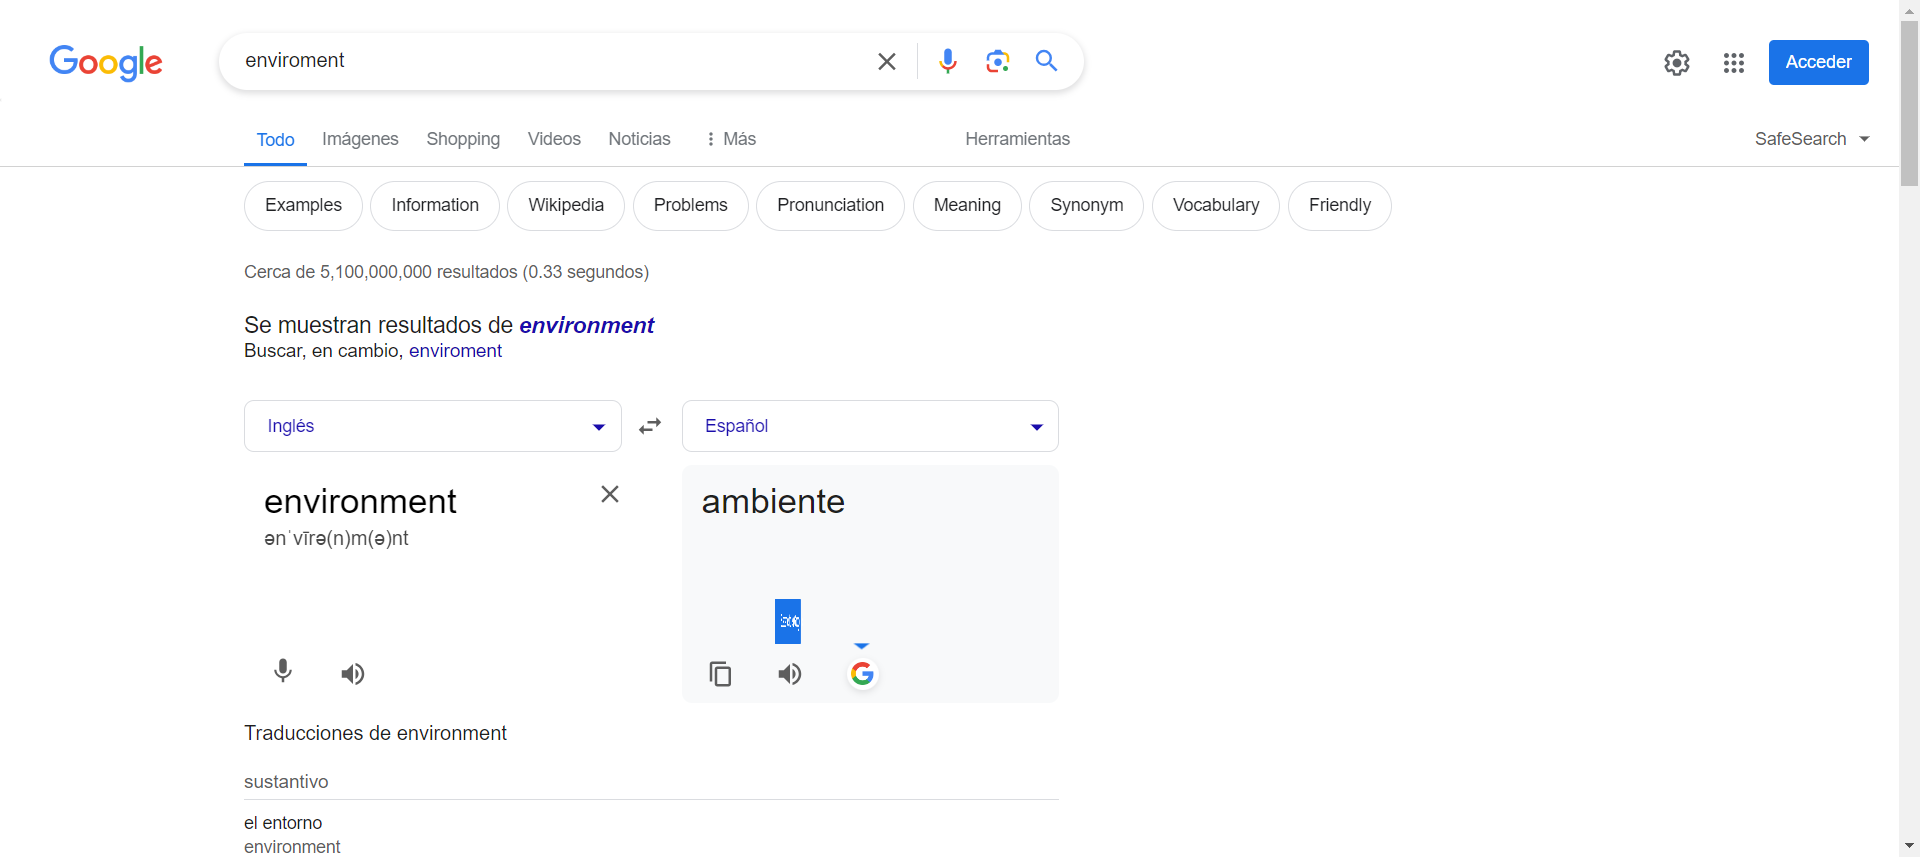 Google
enviroment
Acceder
Todo
Imágenes
Shopping
Videos
Noticias
Más
Herramientas
SafeSearch
Examples
Information
Wikipedia
Problems
Pronunciation
Meaning
Synonym
Vocabulary
Friendly
Cerca de 5,100,000,000 resultados (0.33 segundos)
Se muestran resultados de environment
Buscar, en cambio, enviroment
Inglés
Español
environment
ənˈvīrə(n)m(ə)nt
ambiente
G
Traducciones de environment
sustantivo
el entorno
environment